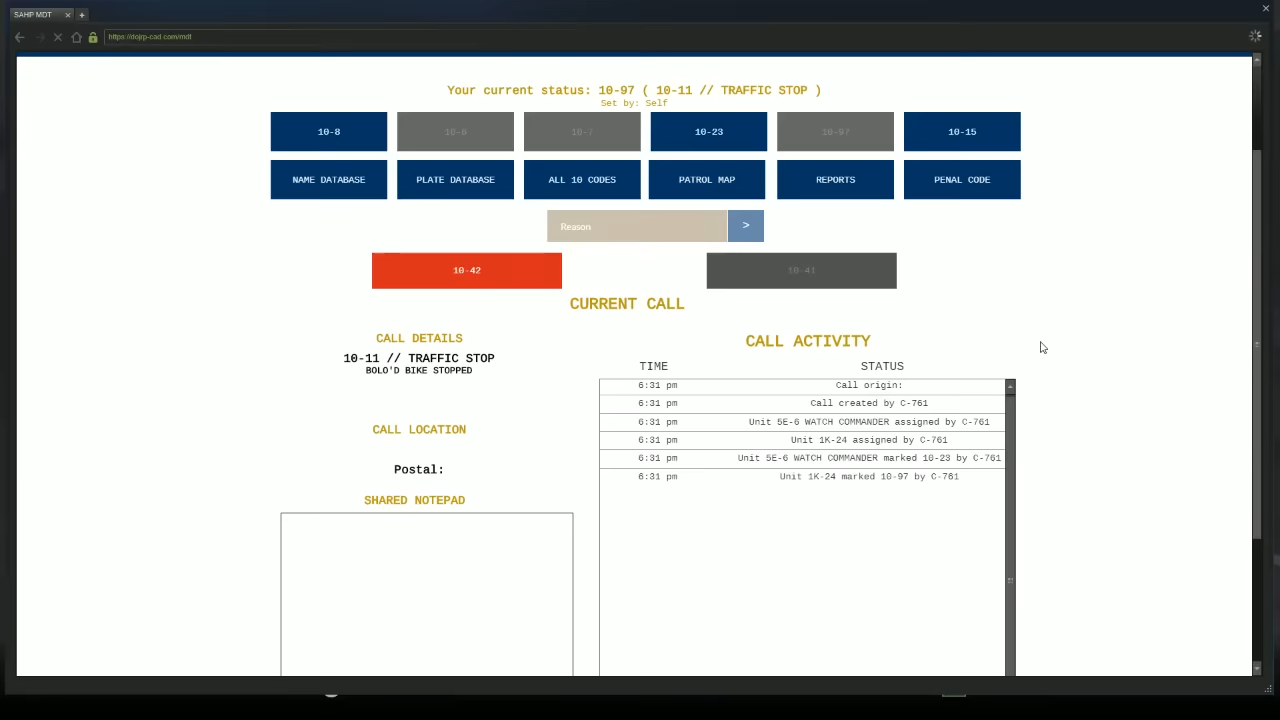 SAHP MDT
https://dojrp-cad.com/mdt
Your current status: 10-97 ( 10-11 // TRAFFIC STOP )
Set by: Self
10-8
10-6
10-7
10-23
10-97
10-15
NAME DATABASE
PLATE DATABASE
ALL 10 CODES
PATROL MAP
REPORTS
PENAL CODE
Reason
>
10-42
10-41
CURRENT CALL
CALL DETAILS
10-11 // TRAFFIC STOP
BOLO'D BIKE STOPPED
CALL LOCATION
Postal:
SHARED NOTEPAD
CALL ACTIVITY
TIME STATUS
6:31 pm Call origin:
6:31 pm Call created by C-761
6:31 pm Unit 5E-6 WATCH COMMANDER assigned by C-761
6:31 pm Unit 1K-24 assigned by C-761
6:31 pm Unit 5E-6 WATCH COMMANDER marked 10-23 by C-761
6:31 pm Unit 1K-24 marked 10-97 by C-761